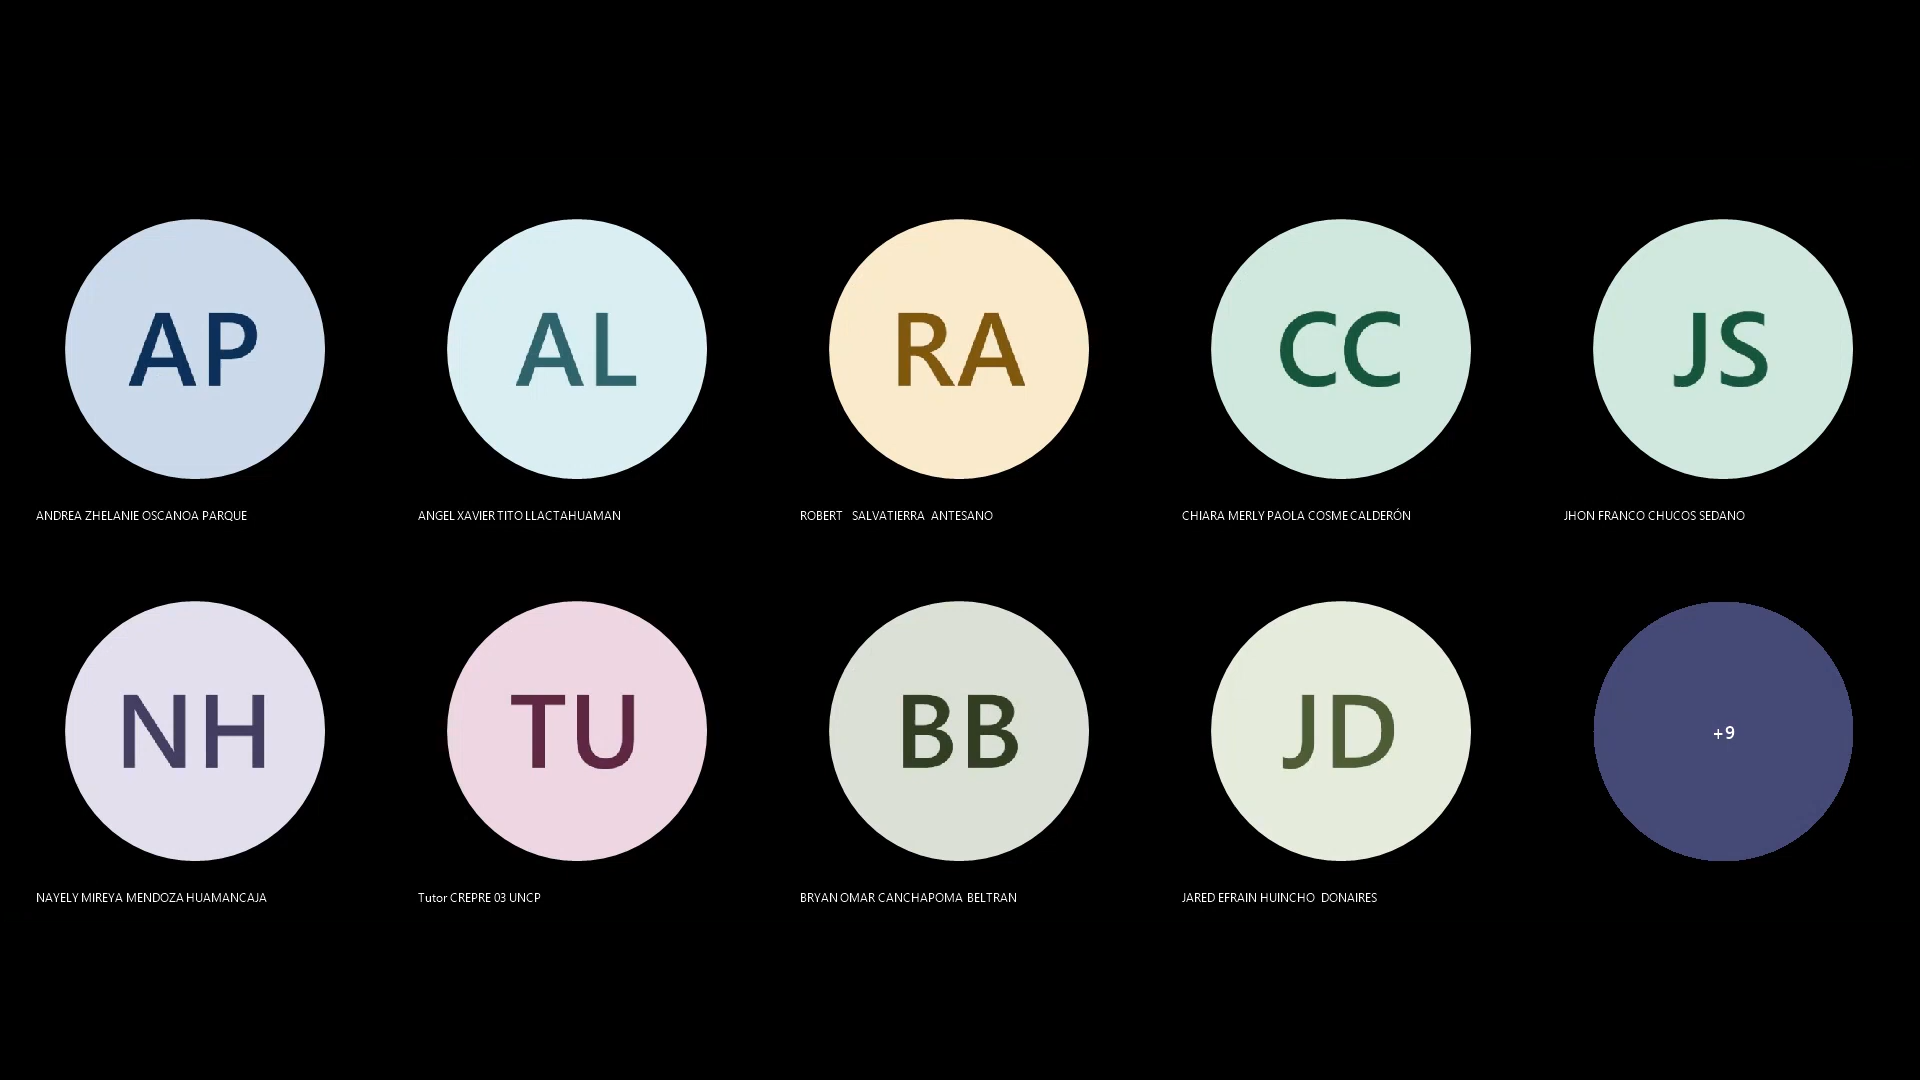 AP
AL
RA
CC
JS
ANDREA ZHELANIE OSCANOA PARQUE
ANGEL XAVIER TITO LLACTAHUAMAN
ROBERT SALVATIERRA ANTESANO
CHIARA MERLY PAOLA COSME CALDERÓN
JHON FRANCO CHUCOS SEDANO
NH
TU
BB
JD
+9
NAYELY MIREYA MENDOZA HUAMANCAJA
Tutor CREPRE 03 UNCP
BRYAN OMAR CANCHAPOMA BELTRAN
JARED EFRAIN HUINCHO DONAIRES